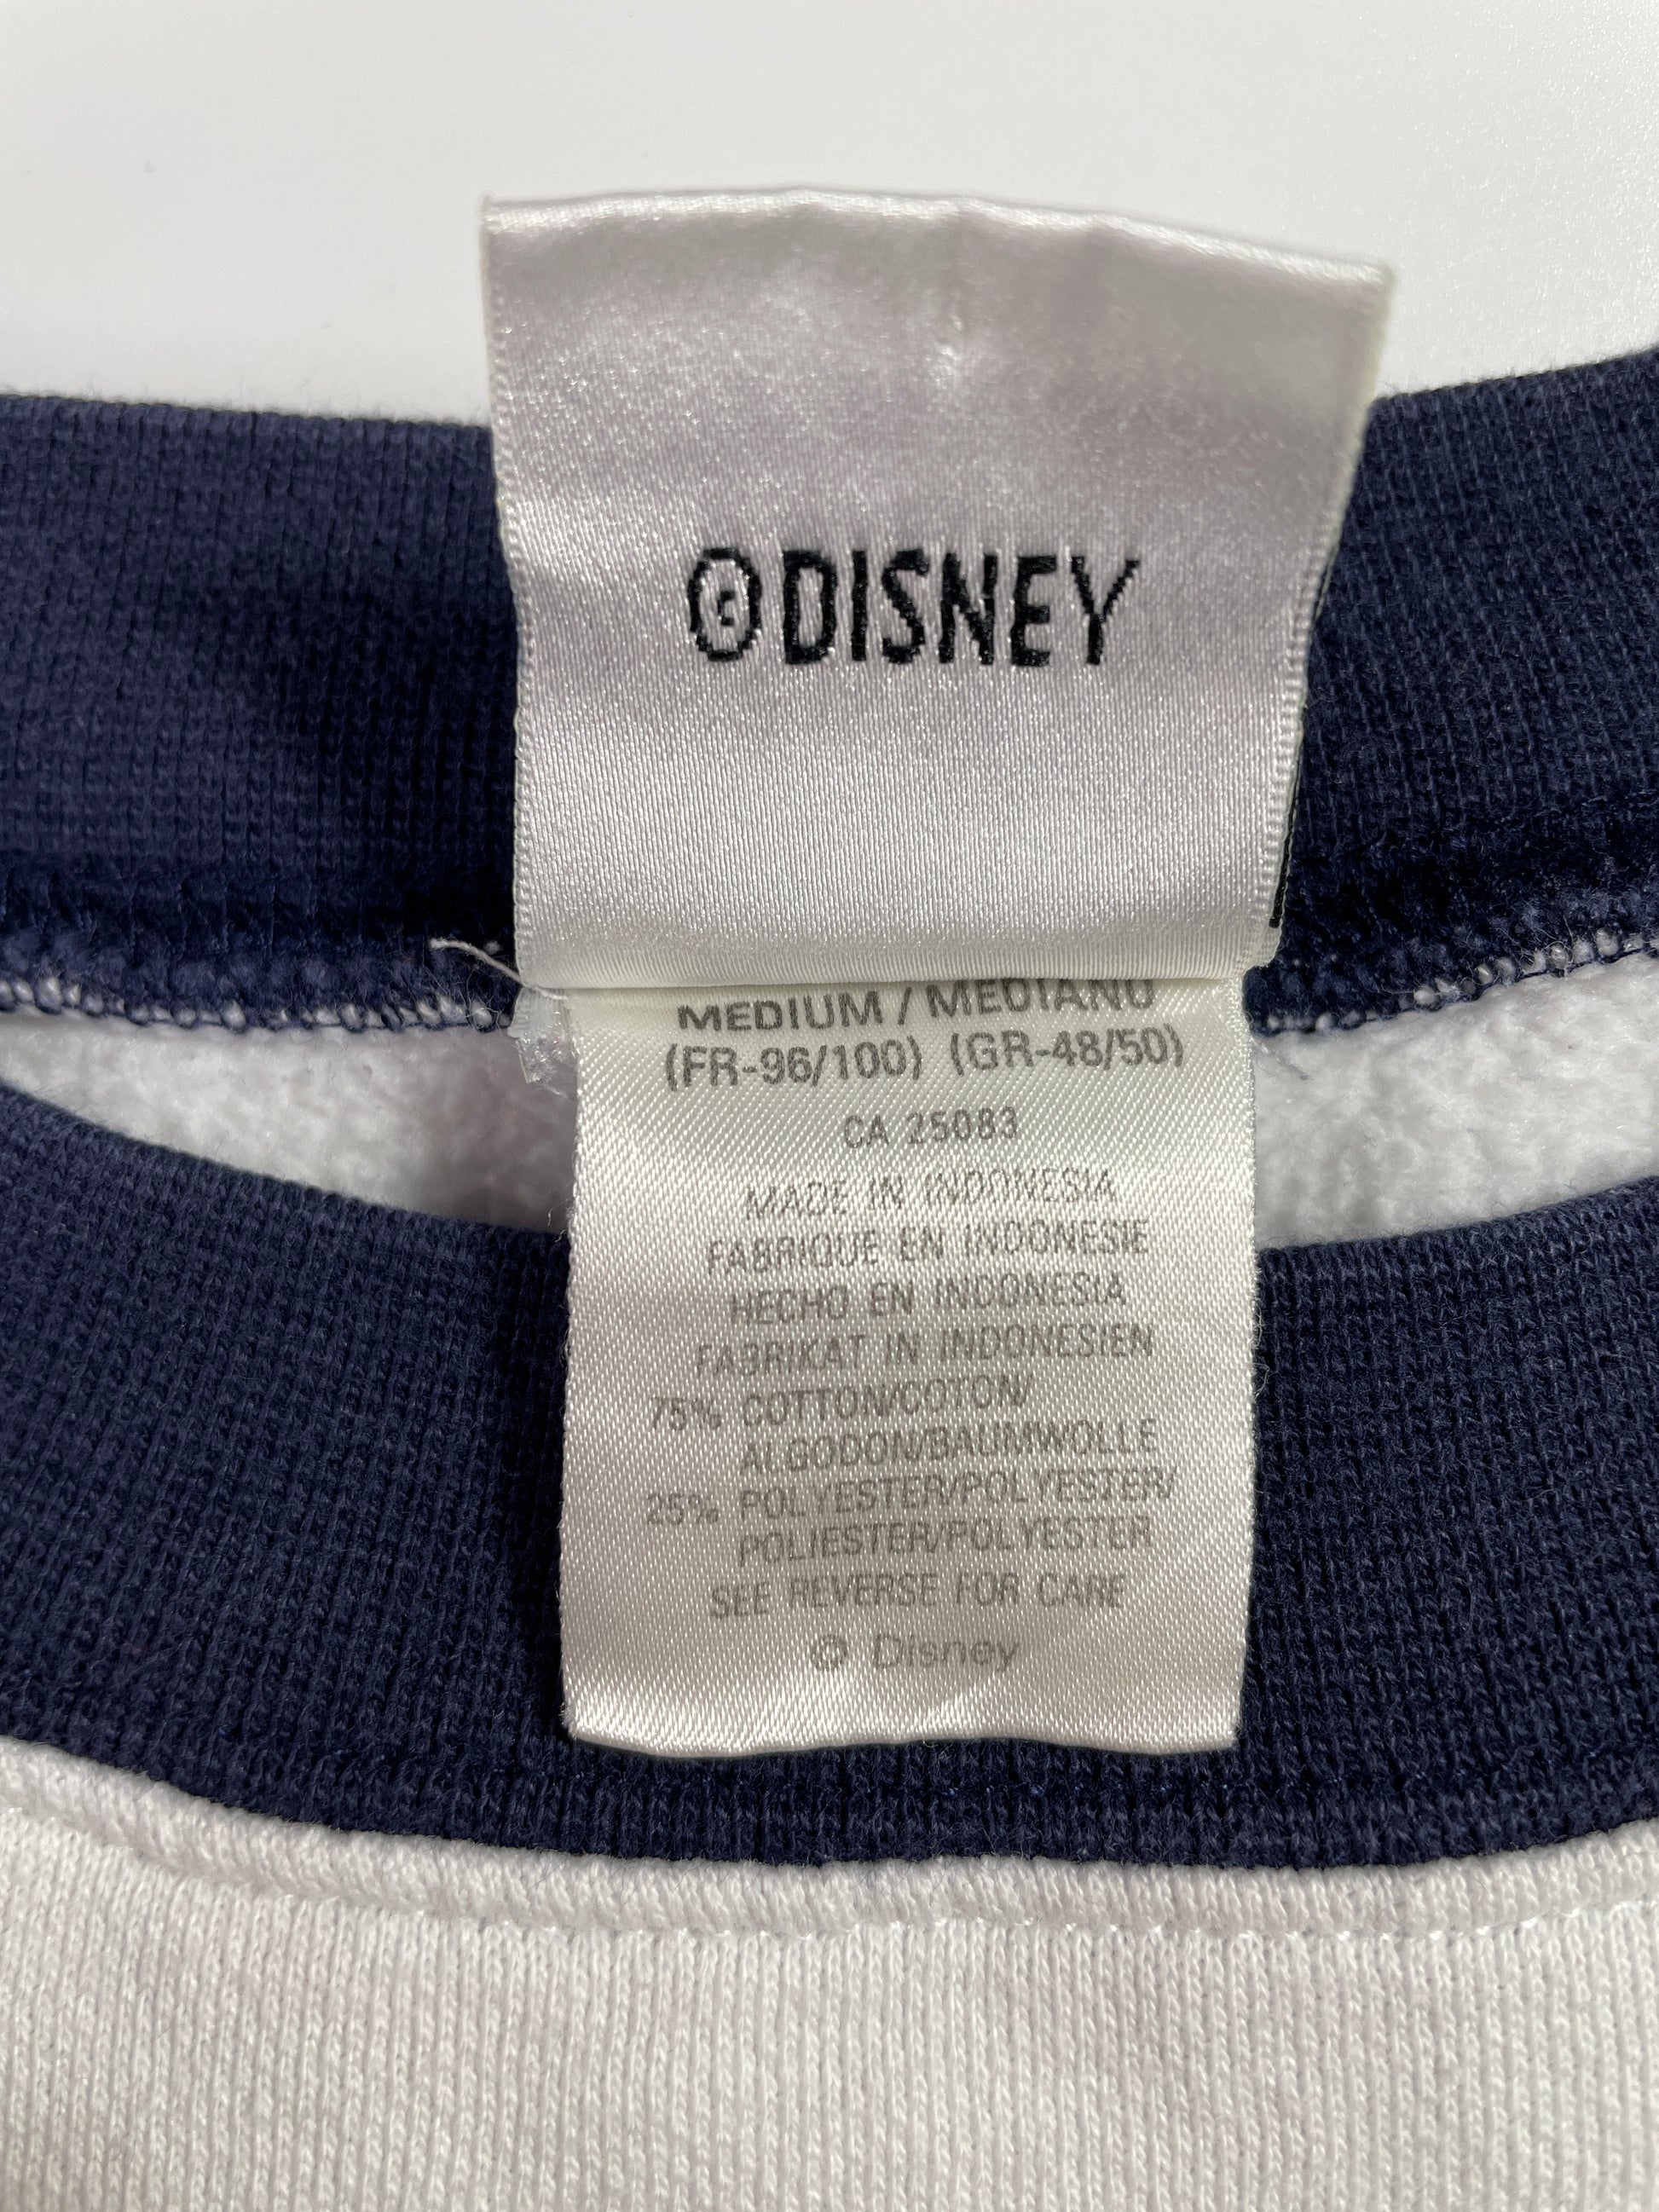 ©DISNEY
MEDIUM / MEDIANO
(FR-96/100) (GR-48/50)
CA 25083
MADE IN INDONESIA
FABRIQUE EN INDONESIE
HECHO EN INDONESIA
FABRIKAT IN INDONESIEN
75% COTTON/COTON/
ALGODON/BAUMWOLLE
25% POLYESTER/POLYESTER/
POLIESTER/POLYESTER
SEE REVERSE FOR CARE
© Disney